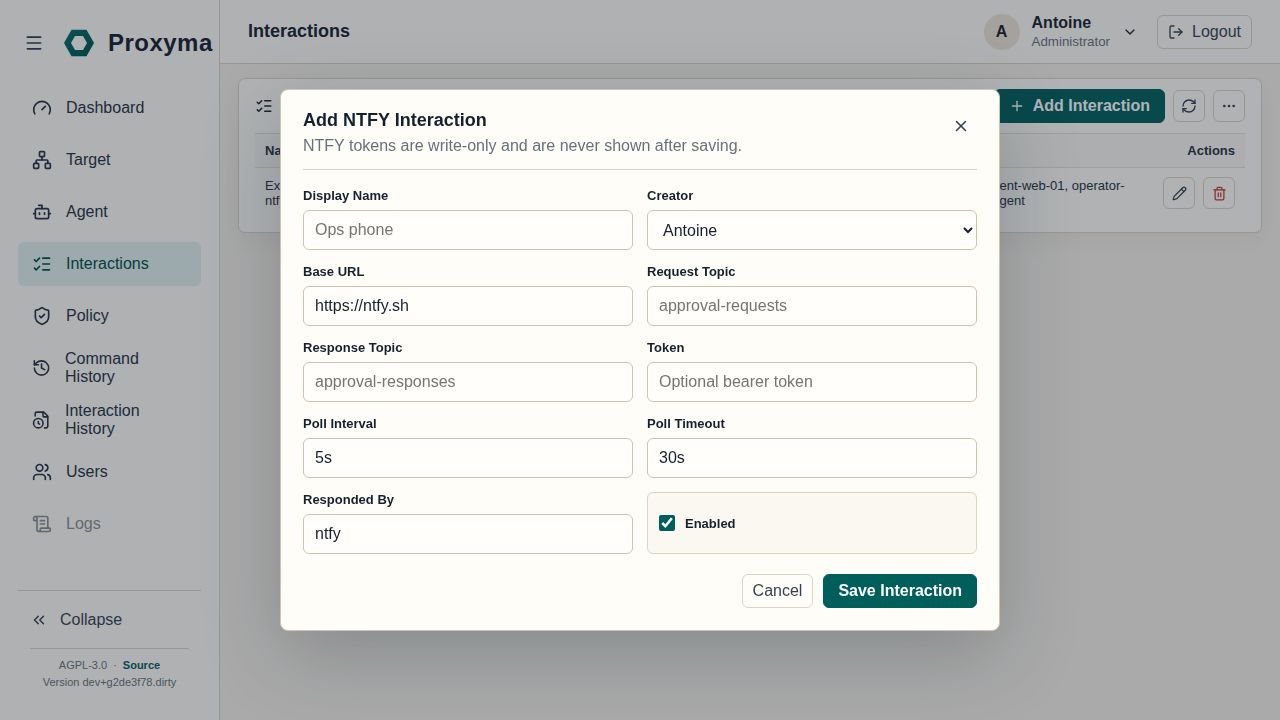 Proxyma
Dashboard
Target
Agent
Interactions
Policy
Command
History
Interaction
History
Users
Logs
Collapse
AGPL-3.0 · Source
Version dev+g2de3f78.dirty
Interactions
A
Antoine
Administrator
Logout
Add Interaction
Actions
ent-web-01, operator-
gent
Add NTFY Interaction
NTFY tokens are write-only and are never shown after saving.
Display Name
Creator
Ops phone
Antoine
Base URL
Request Topic
https://ntfy.sh
approval-requests
Response Topic
Token
approval-responses
Optional bearer token
Poll Interval
Poll Timeout
5s
30s
Responded By
ntfy
Enabled
Cancel
Save Interaction